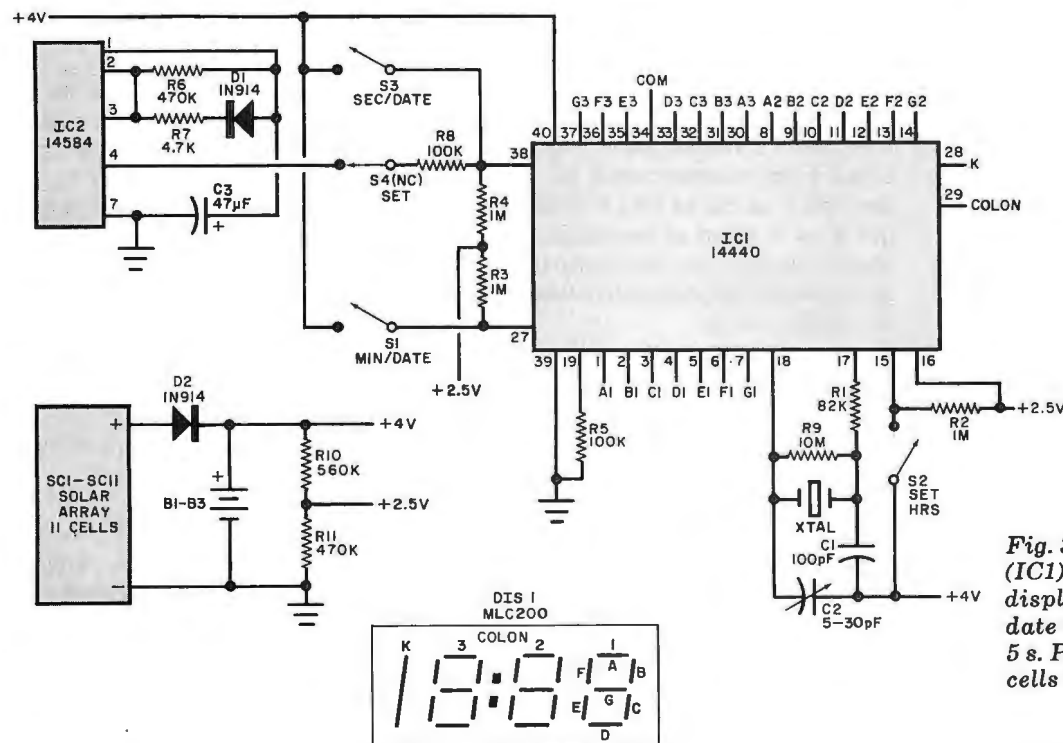 +4V
1
2
3
4
7
IC2
14584
R6
470K
D1
1N914
R7
4.7K
C3
47µF
+
S3
SEC/DATE
R8
100K
S4(NC)
SET
R4
1M
R3
1M
S1
MIN/DATE
+2.5V
COM
G3 F3 E3 D3 C3 B3 A3 A2 B2 C2 D2 E2 F2 G2
40 37 36 35 34 33 32 31 30 8 9 10 11 12 13 14
38
27
28
K
29
COLON
IC1
14440
39 19 1 2 3 4 5 6 7 18 17 15 16
A1 B1 C1 D1 E1 F1 G1
R5
100K
R1
82K
R9
10M
XTAL
C1
100pF
C2
5-30pF
R2
1M
+2.5V
S2
SET
HRS
+4V
D2
1N914
+
SC1-SC11
SOLAR
ARRAY
11 CELLS
−
+
B1-B3
R10
560K
R11
470K
+4V
+2.5V
DIS 1
MLC200
K 3 COLON 2 1
A
F B
G
E C
D
Fig. 3
(IC1)
displ
date
5 s. P
cells